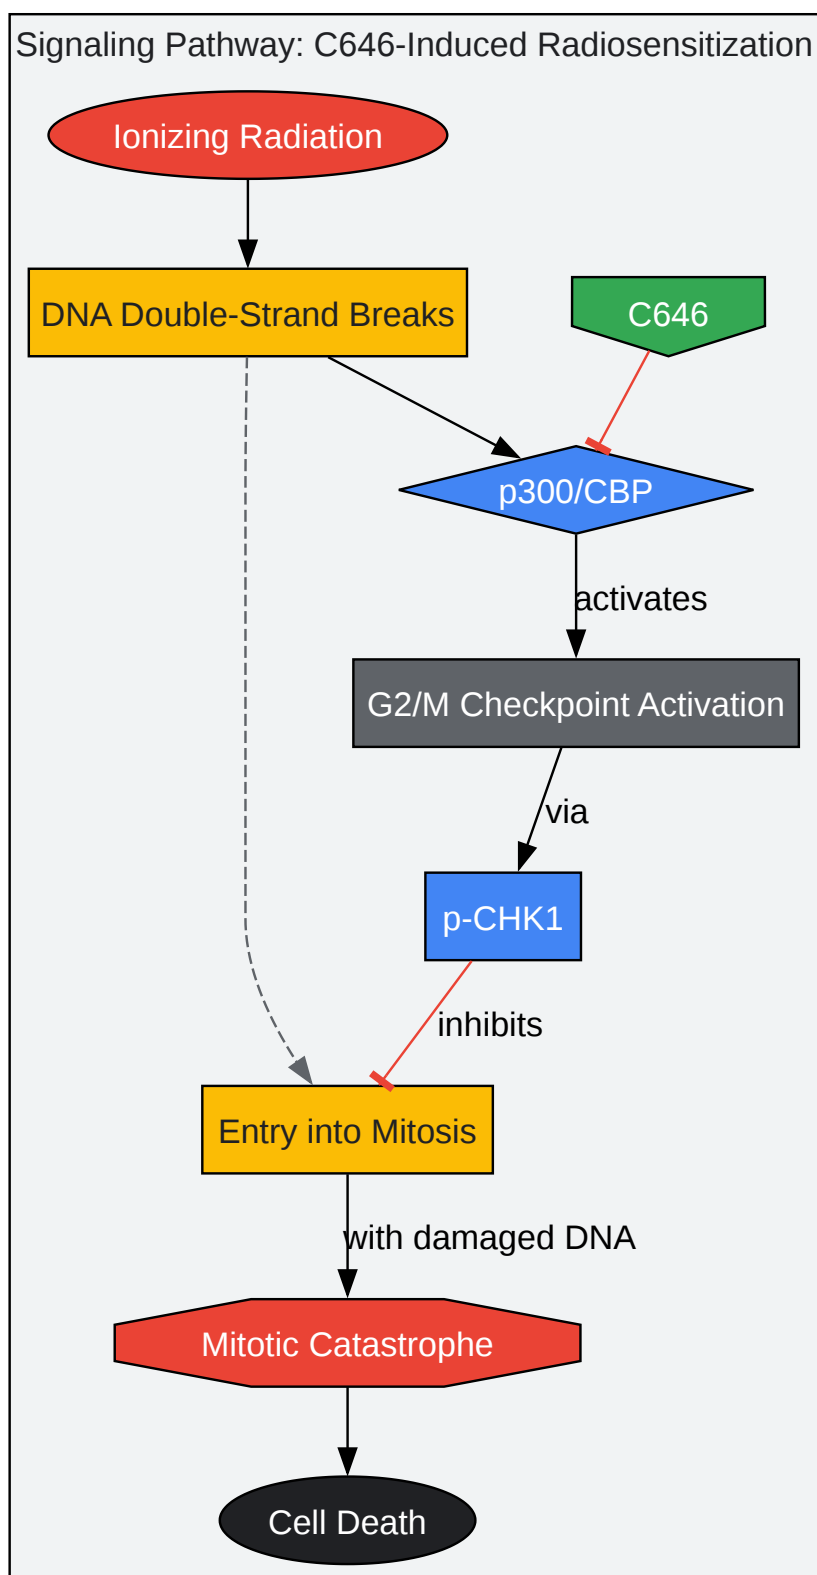 Signaling Pathway: C646-Induced Radiosensitization
Ionizing Radiation
DNA Double-Strand Breaks
C646
p300/CBP
activates
G2/M Checkpoint Activation
via
p-CHK1
inhibits
Entry into Mitosis
with damaged DNA
Mitotic Catastrophe
Cell Death